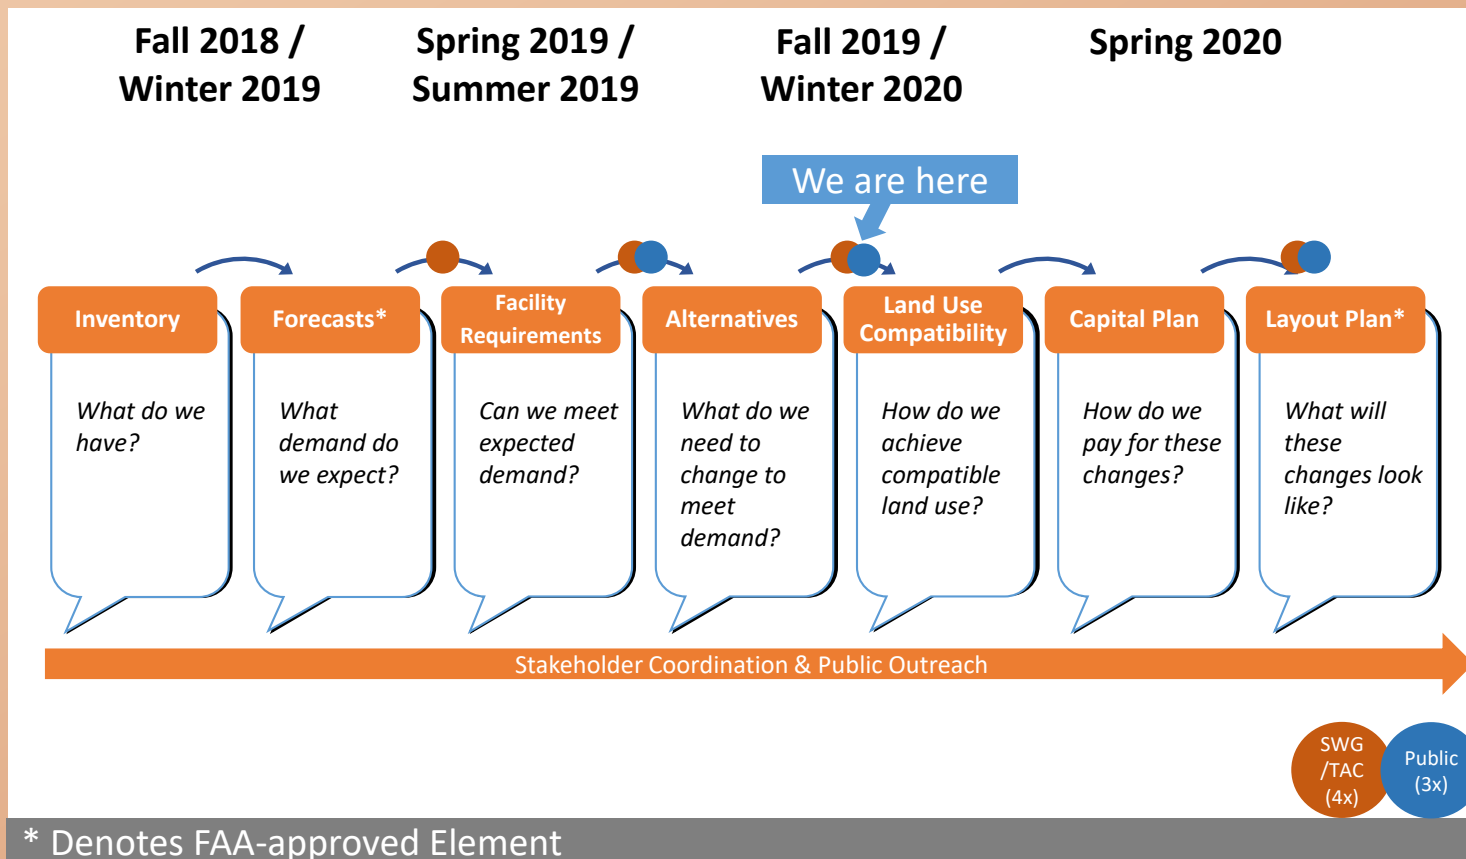 Fall 2018 /
Winter 2019
Spring 2019 /
Summer 2019
Fall 2019 /
Winter 2020
Spring 2020
We are here
Inventory
What do we
have?
Forecasts*
What
demand do
we expect?
Facility
Requirements
Can we meet
expected
demand?
Alternatives
What do we
need to
change to
meet
demand?
Land Use
Compatibility
How do we
achieve
compatible
land use?
Capital Plan
How do we
pay for these
changes?
Layout Plan*
What will
these
changes look
like?
Stakeholder Coordination & Public Outreach
SWG
/TAC
(4x)
Public
(3x)
* Denotes FAA-approved Element